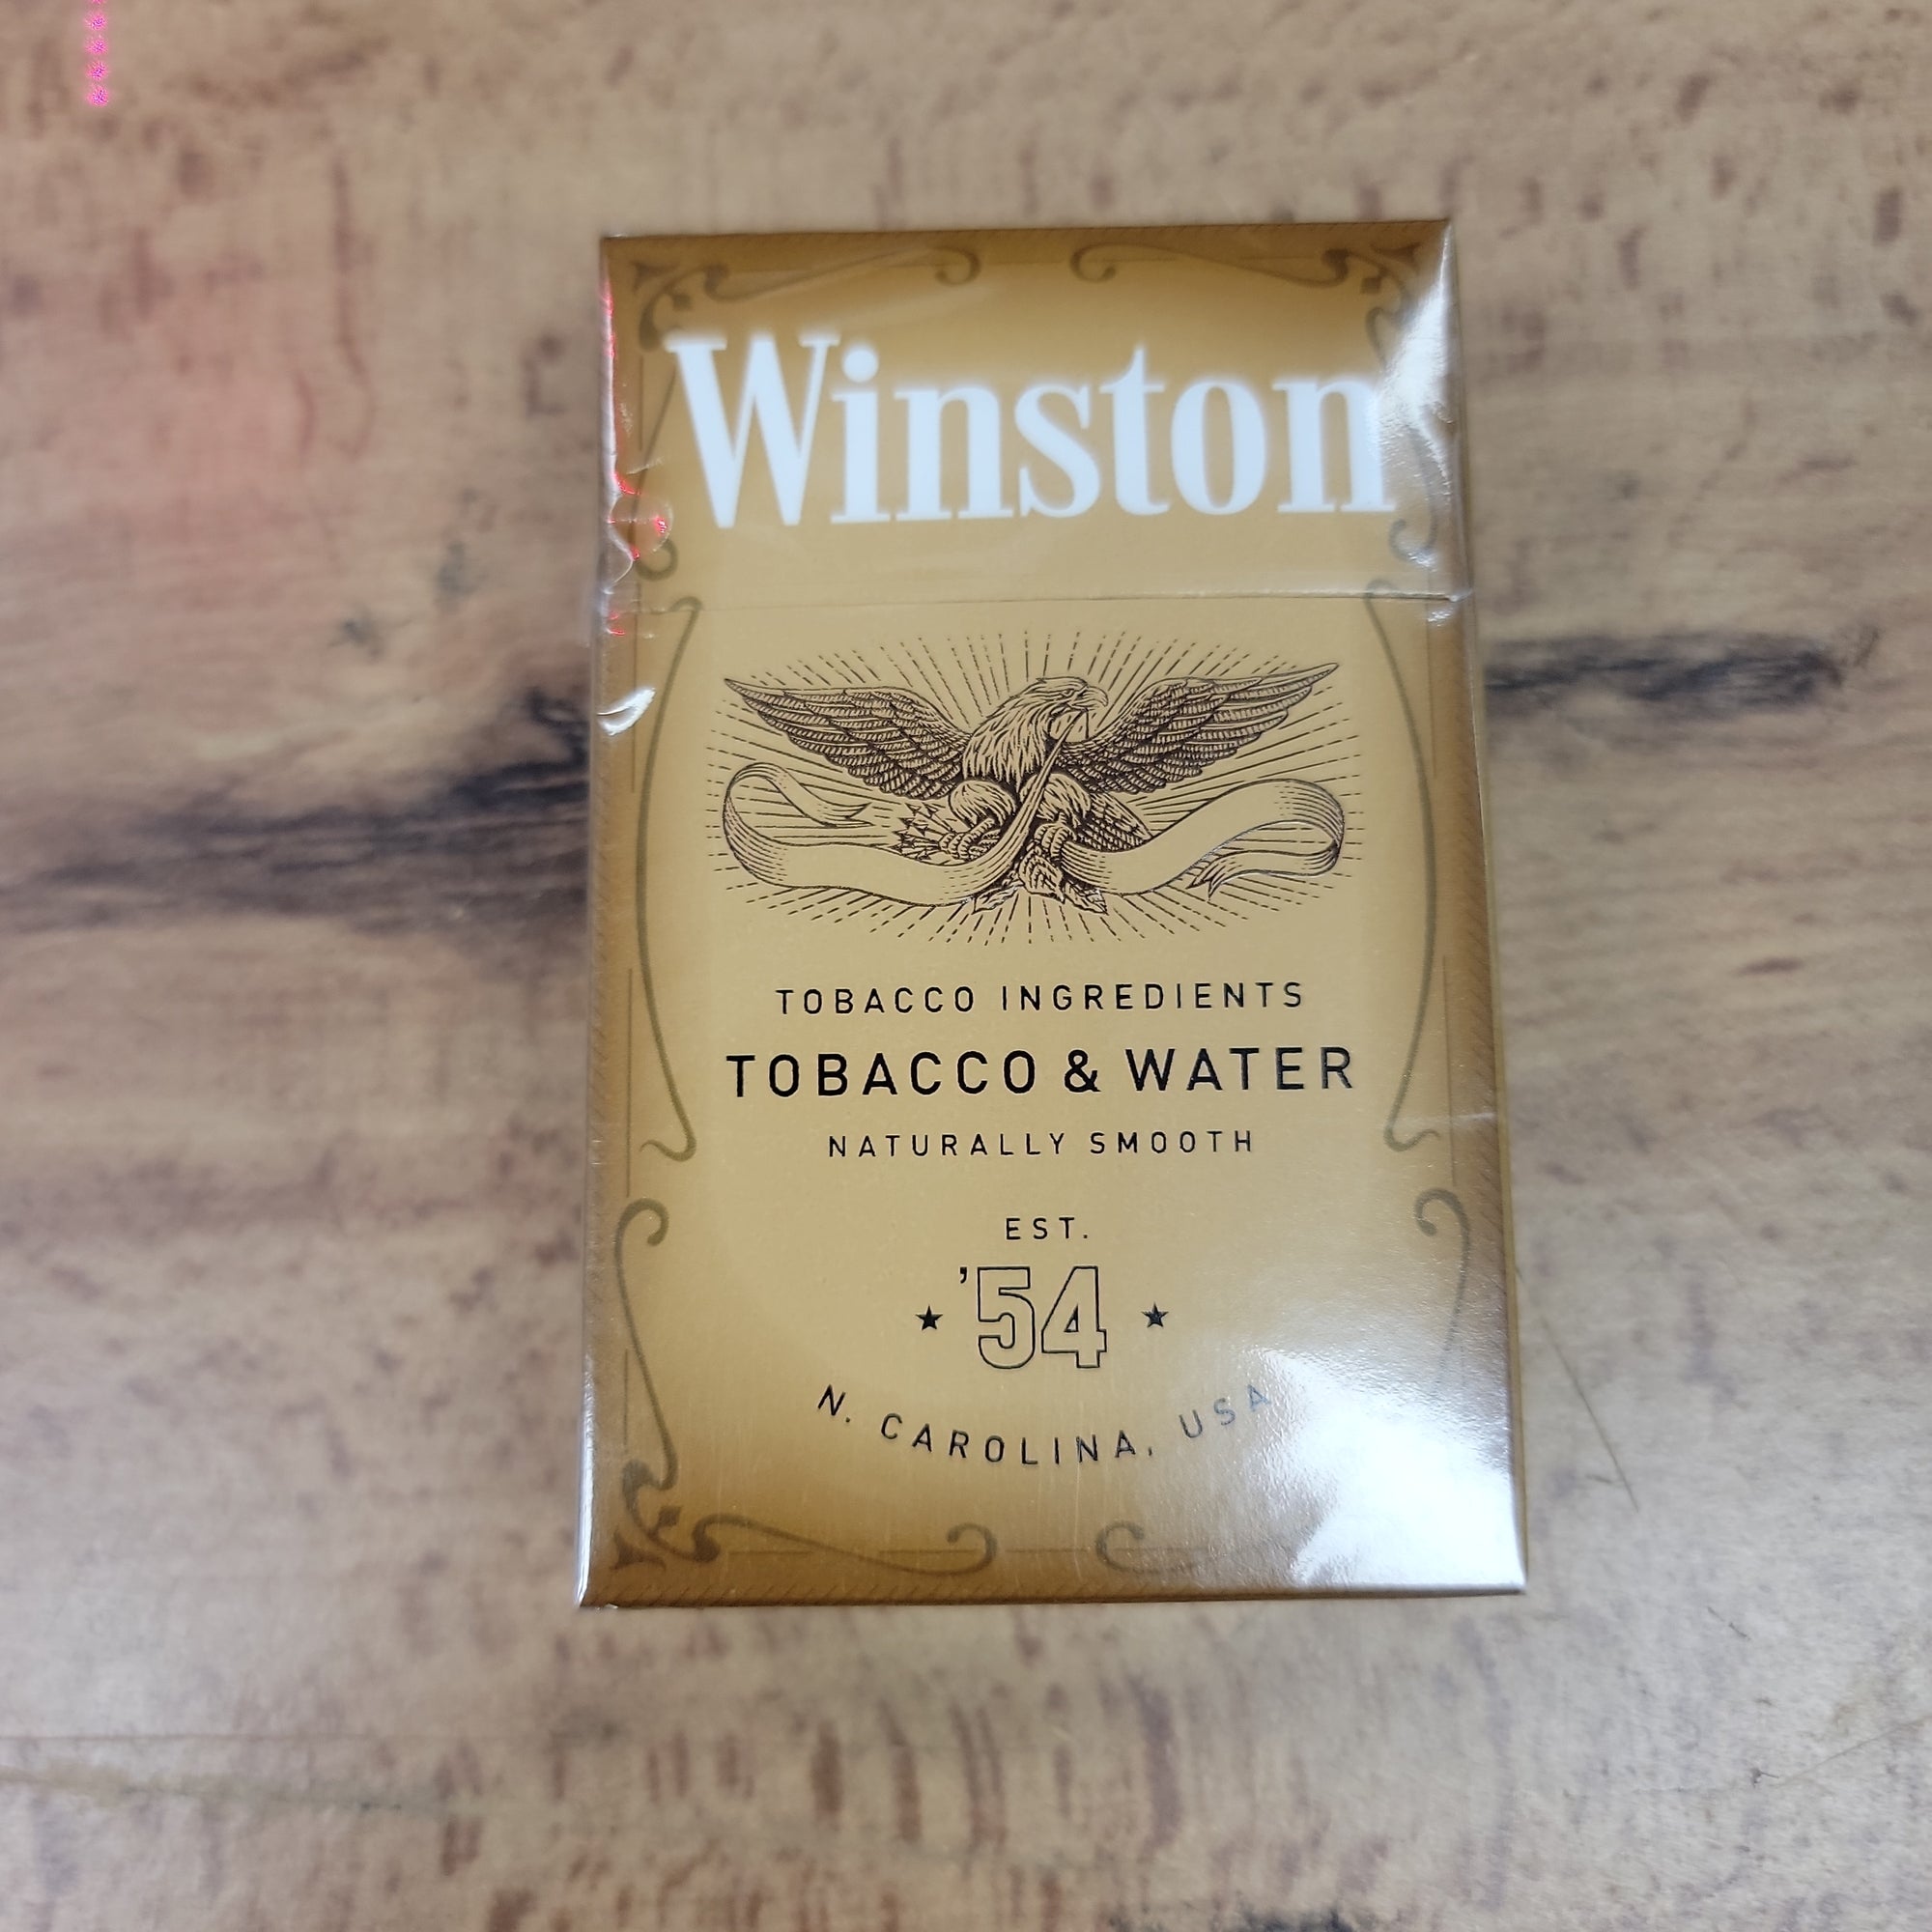 Winston
TOBACCO INGREDIENTS
TOBACCO & WATER
NATURALLY SMOOTH
EST.
'54
N. CAROLINA, USA